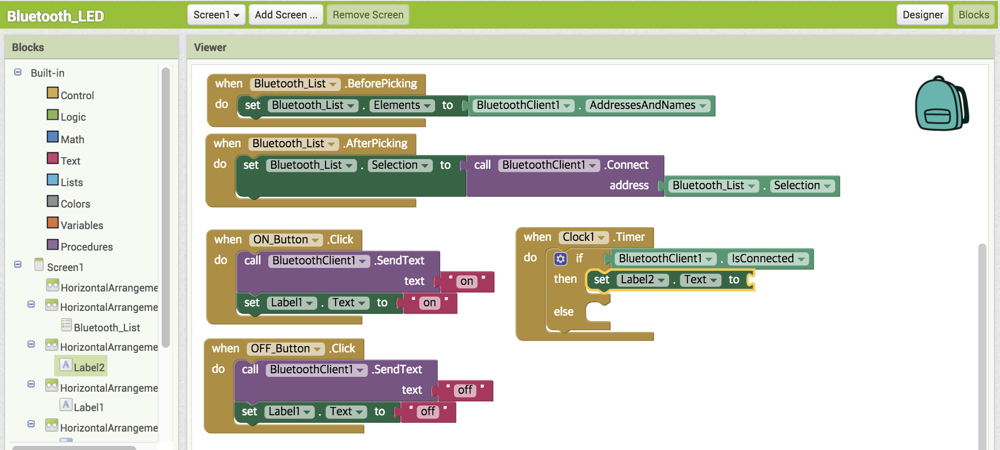 Bluetooth_LED
Screen1
Add Screen ...
Remove Screen
Designer
Blocks
Blocks
Built-in
Control
Logic
Math
Text
Lists
Colors
Variables
Procedures
Screen1
HorizontalArrangeme
HorizontalArrangeme
Bluetooth_List
HorizontalArrangeme
Label2
HorizontalArrangeme
Label1
HorizontalArrangeme
Viewer
when Bluetooth_List .BeforePicking
do set Bluetooth_List . Elements to BluetoothClient1 . AddressesAndNames
when Bluetooth_List .AfterPicking
do set Bluetooth_List . Selection to call BluetoothClient1 .Connect
address Bluetooth_List . Selection
when ON_Button .Click
do call BluetoothClient1 .SendText
text “ on ”
set Label1 . Text to “ on ”
when OFF_Button .Click
do call BluetoothClient1 .SendText
text “ off ”
set Label1 . Text to “ off ”
when Clock1 .Timer
do if BluetoothClient1 . IsConnected
then set Label2 . Text to
else